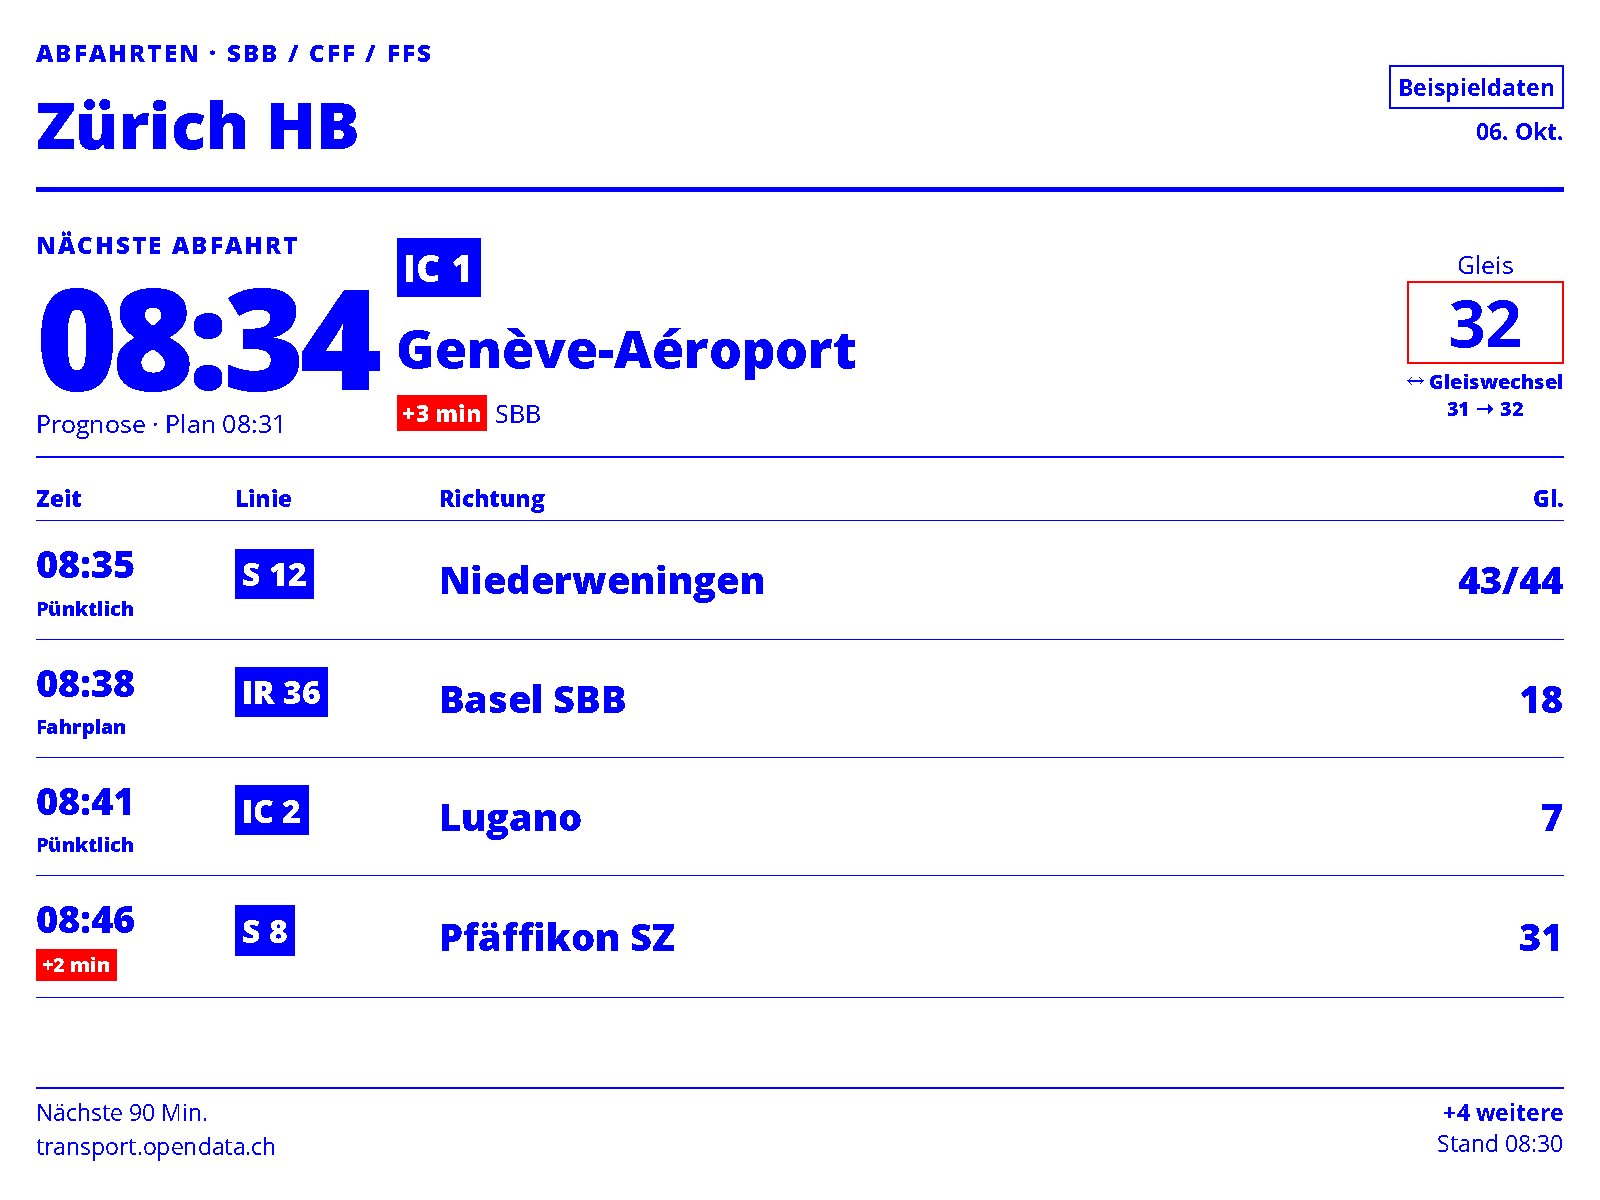 ABFAHRTEN · SBB / CFF / FFS
Zürich HB
Beispieldaten
06. Okt.
NÄCHSTE ABFAHRT
08:34
Prognose · Plan 08:31
IC 1
Genève-Aéroport
+3 min SBB
Gleis
32
↔ Gleiswechsel
31 → 32
Zeit Linie Richtung Gl.
08:35 S 12 Niederweningen 43/44
Pünktlich
08:38 IR 36 Basel SBB 18
Fahrplan
08:41 IC 2 Lugano 7
Pünktlich
08:46 S 8 Pfäffikon SZ 31
+2 min
Nächste 90 Min.
transport.opendata.ch
+4 weitere
Stand 08:30